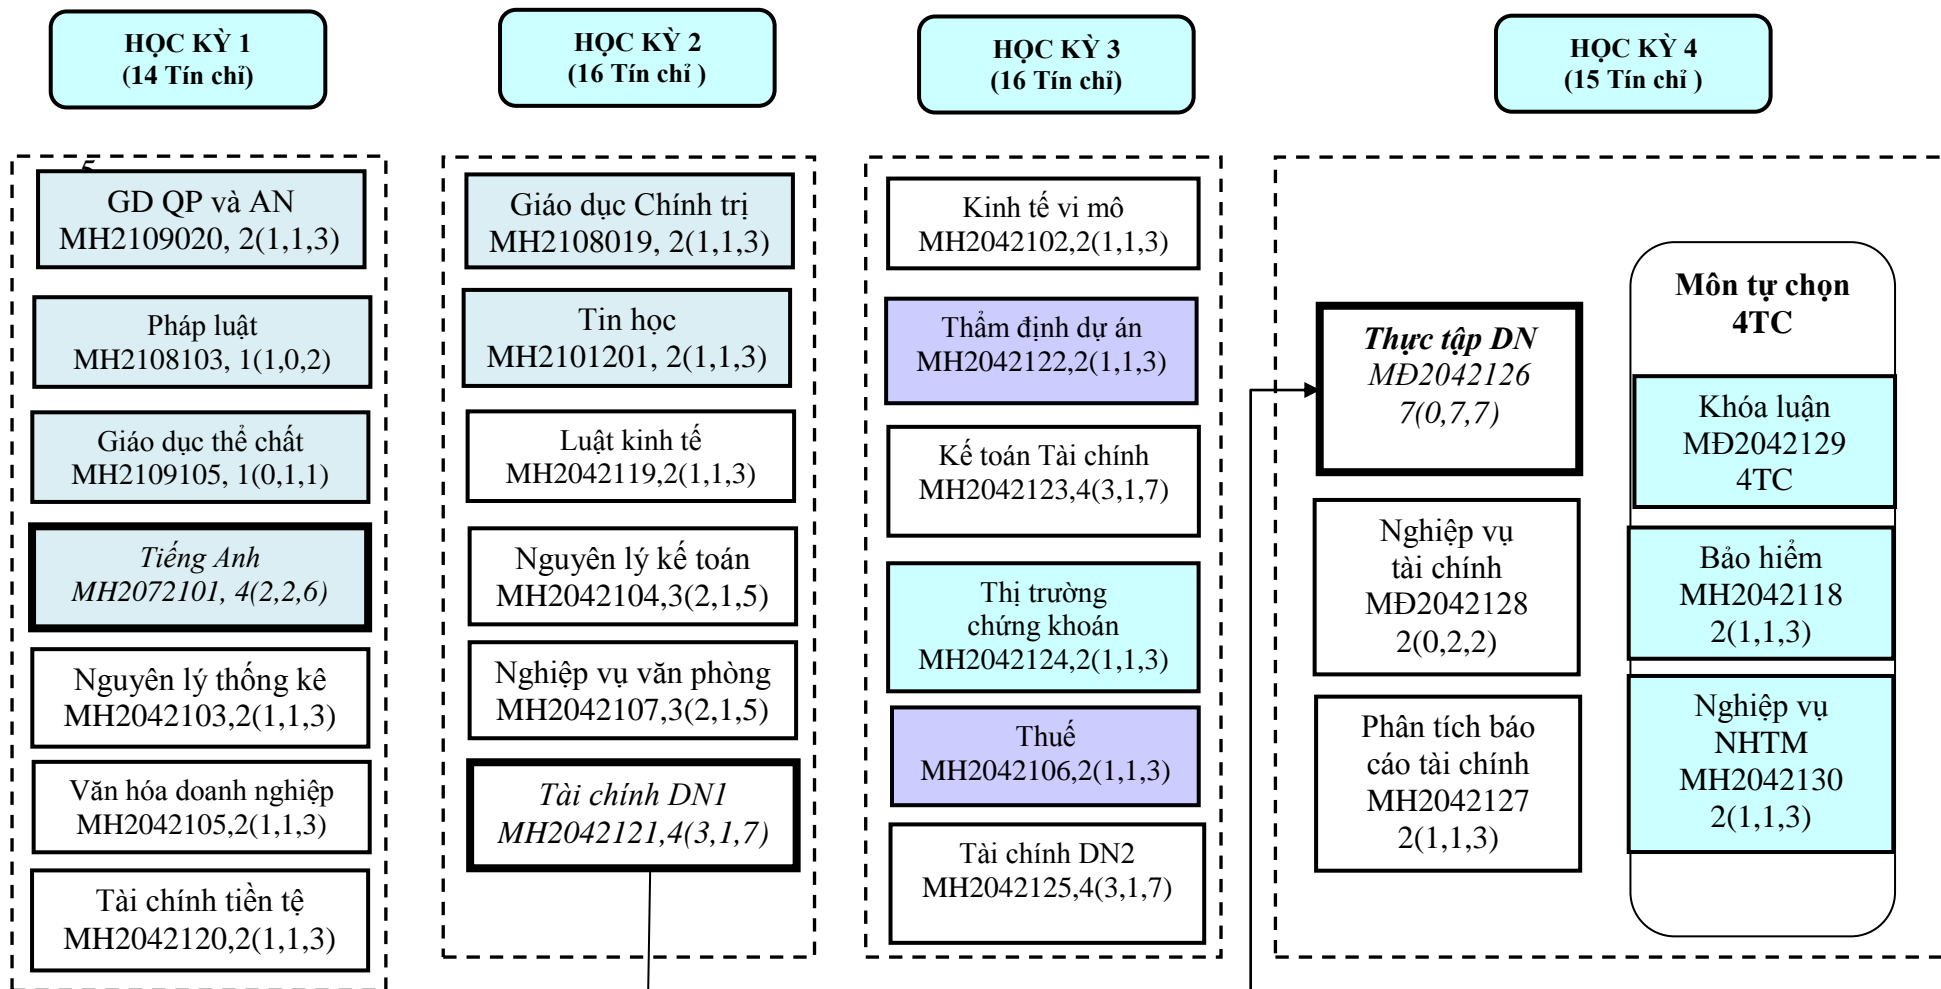 HỌC KỲ 1
(14 Tín chỉ)
HỌC KỲ 2
(16 Tín chỉ )
HỌC KỲ 3
(16 Tín chỉ)
HỌC KỲ 4
(15 Tín chỉ )
GD QP và AN
MH2109020, 2(1,1,3)
Pháp luật
MH2108103, 1(1,0,2)
Giáo dục thể chất
MH2109105, 1(0,1,1)
Tiếng Anh
MH2072101, 4(2,2,6)
Nguyên lý thống kê
MH2042103,2(1,1,3)
Văn hóa doanh nghiệp
MH2042105,2(1,1,3)
Tài chính tiền tệ
MH2042120,2(1,1,3)
Giáo dục Chính trị
MH2108019, 2(1,1,3)
Tin học
MH2101201, 2(1,1,3)
Luật kinh tế
MH2042119,2(1,1,3)
Nguyên lý kế toán
MH2042104,3(2,1,5)
Nghiệp vụ văn phòng
MH2042107,3(2,1,5)
Tài chính DN1
MH2042121,4(3,1,7)
Kinh tế vi mô
MH2042102,2(1,1,3)
Thẩm định dự án
MH2042122,2(1,1,3)
Kế toán Tài chính
MH2042123,4(3,1,7)
Thị trường
chứng khoán
MH2042124,2(1,1,3)
Thuế
MH2042106,2(1,1,3)
Tài chính DN2
MH2042125,4(3,1,7)
Thực tập DN
MĐ2042126
7(0,7,7)
Nghiệp vụ
tài chính
MĐ2042128
2(0,2,2)
Phân tích báo
cáo tài chính
MH2042127
2(1,1,3)
Môn tự chọn
4TC
Khóa luận
MĐ2042129
4TC
Bảo hiểm
MH2042118
2(1,1,3)
Nghiệp vụ
NHTM
MH2042130
2(1,1,3)